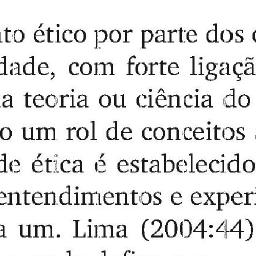 ético por parte dos
com forte
teoria ou ciência do
um rol de conceitos
de ética é estabelecido
entendimentos e
um. Lima (2004:44)